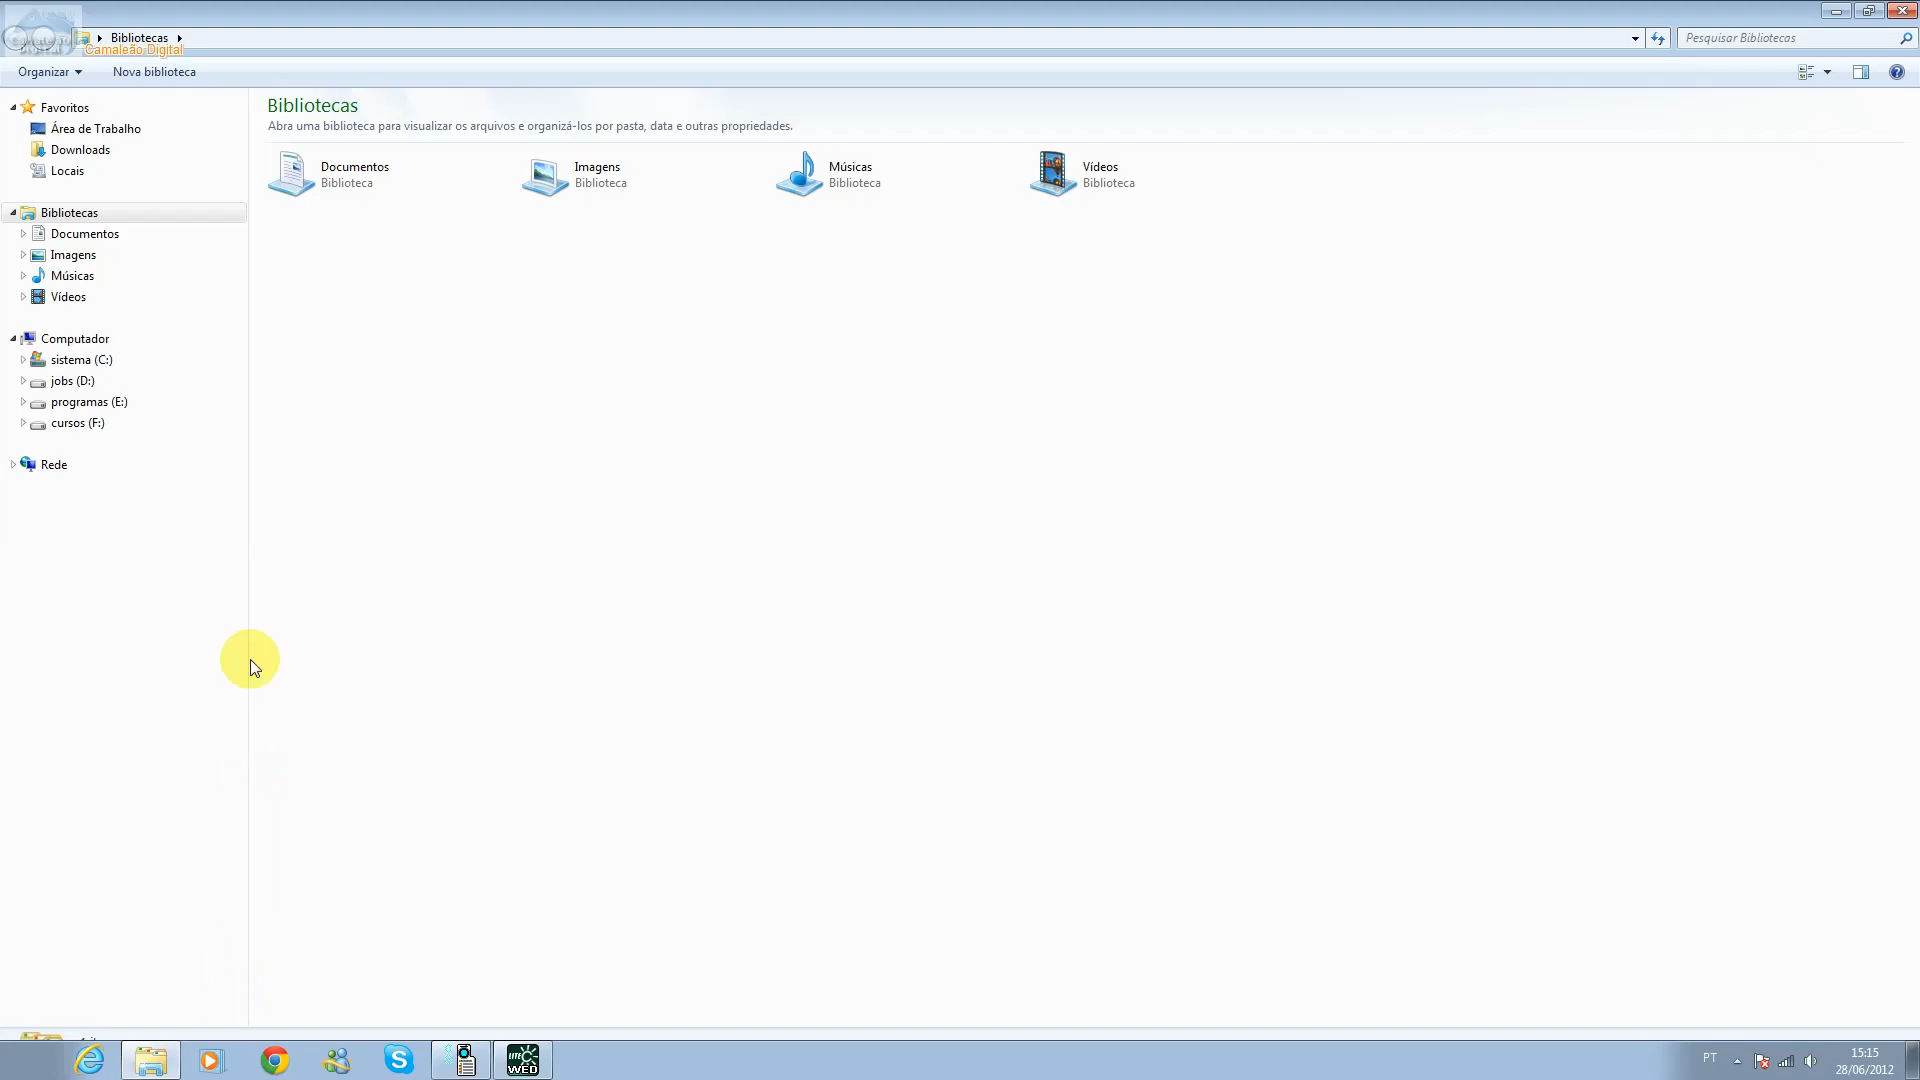 Bibliotecas
Camaleão Digital
Pesquisar Bibliotecas
Organizar
Nova biblioteca
Favoritos
Área de Trabalho
Downloads
Locais
Bibliotecas
Documentos
Imagens
Músicas
Vídeos
Computador
sistema (C:)
jobs (D:)
programas (E:)
cursos (F:)
Rede
Bibliotecas
Abra uma biblioteca para visualizar os arquivos e organizá-los por pasta, data e outras propriedades.
Documentos
Biblioteca
Imagens
Biblioteca
Músicas
Biblioteca
Vídeos
Biblioteca
LITE
WED
PT
15:15
28/06/2012